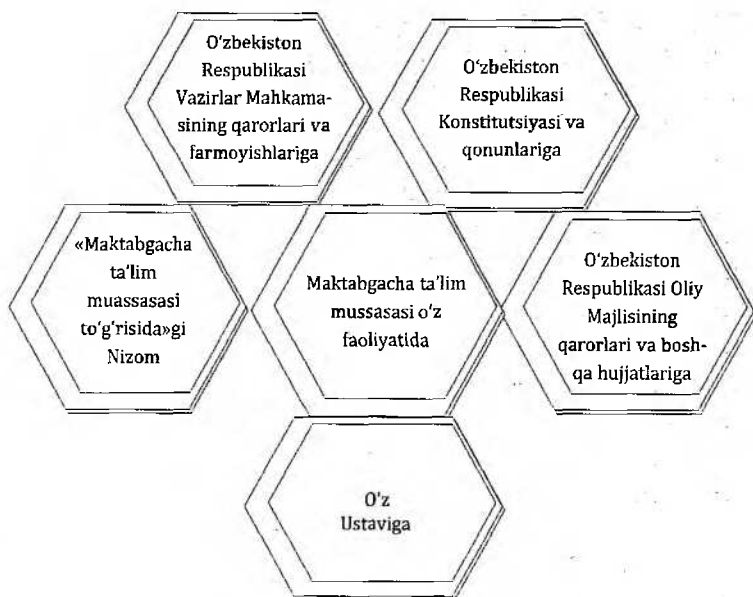 O‘zbekiston
Respublikasi
Vazirlar Mahkama-
sining qarorlari va
farmoyishlariga
O‘zbekiston
Respublikasi
Konstitutsiyasi va
qonunlariga
«Maktabgacha
ta’lim
muassasasi
to‘g‘risida»gi
Nizom
Maktabgacha ta’lim
mussasasi o‘z
faoliyatida
O‘zbekiston
Respublikasi Oliy
Majlisining
qarorlari va bosh-
qa hujjatlariga
O‘z
Ustaviga